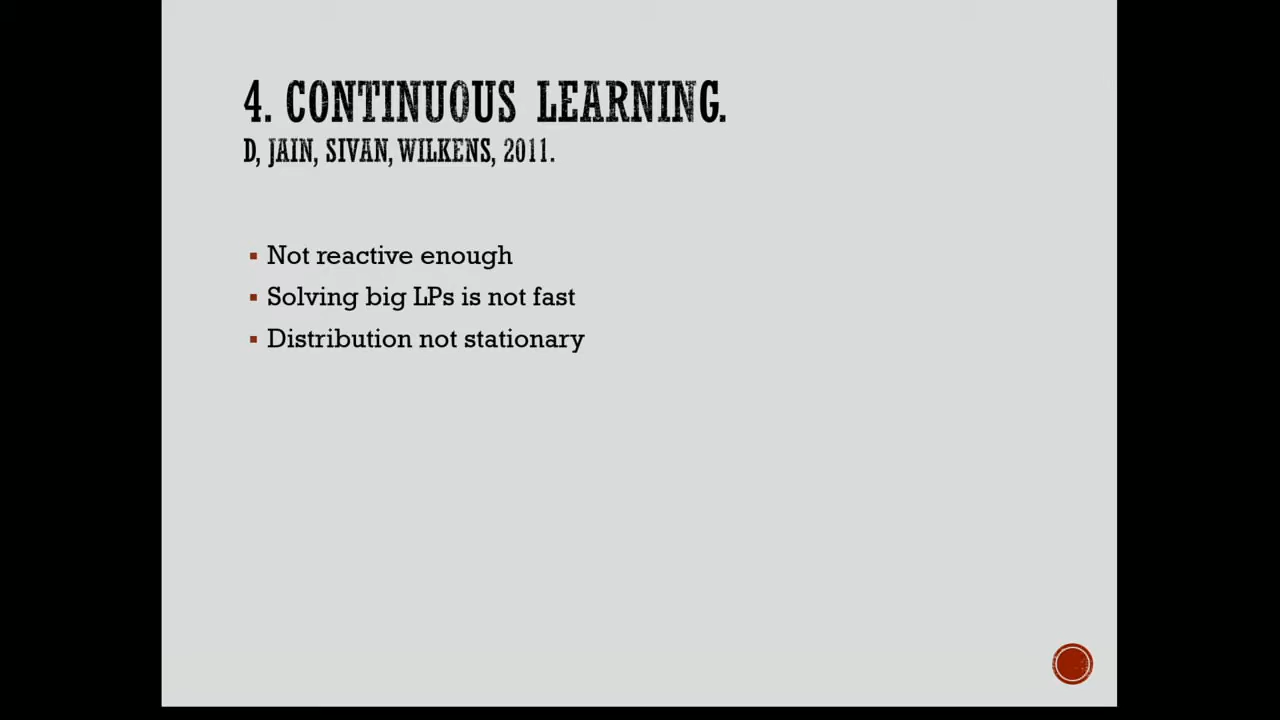 4. CONTINUOUS LEARNING.
D, JAIN, SIVAN, WILKENS, 2011.
▪ Not reactive enough
▪ Solving big LPs is not fast
▪ Distribution not stationary